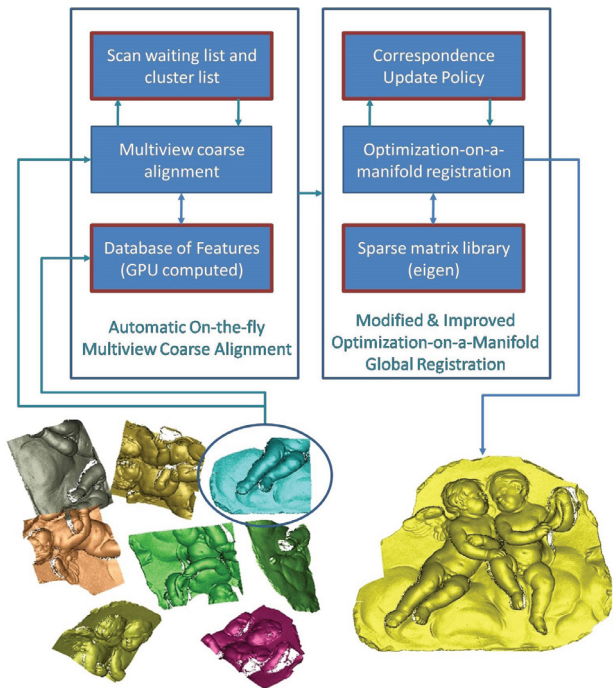 Scan waiting list and
cluster list
Multiview coarse
alignment
Database of Features
(GPU computed)
Automatic On-the-fly
Multiview Coarse Alignment
Correspondence
Update Policy
Optimization-on-a-
manifold registration
Sparse matrix library
(eigen)
Modified & Improved
Optimization-on-a-Manifold
Global Registration